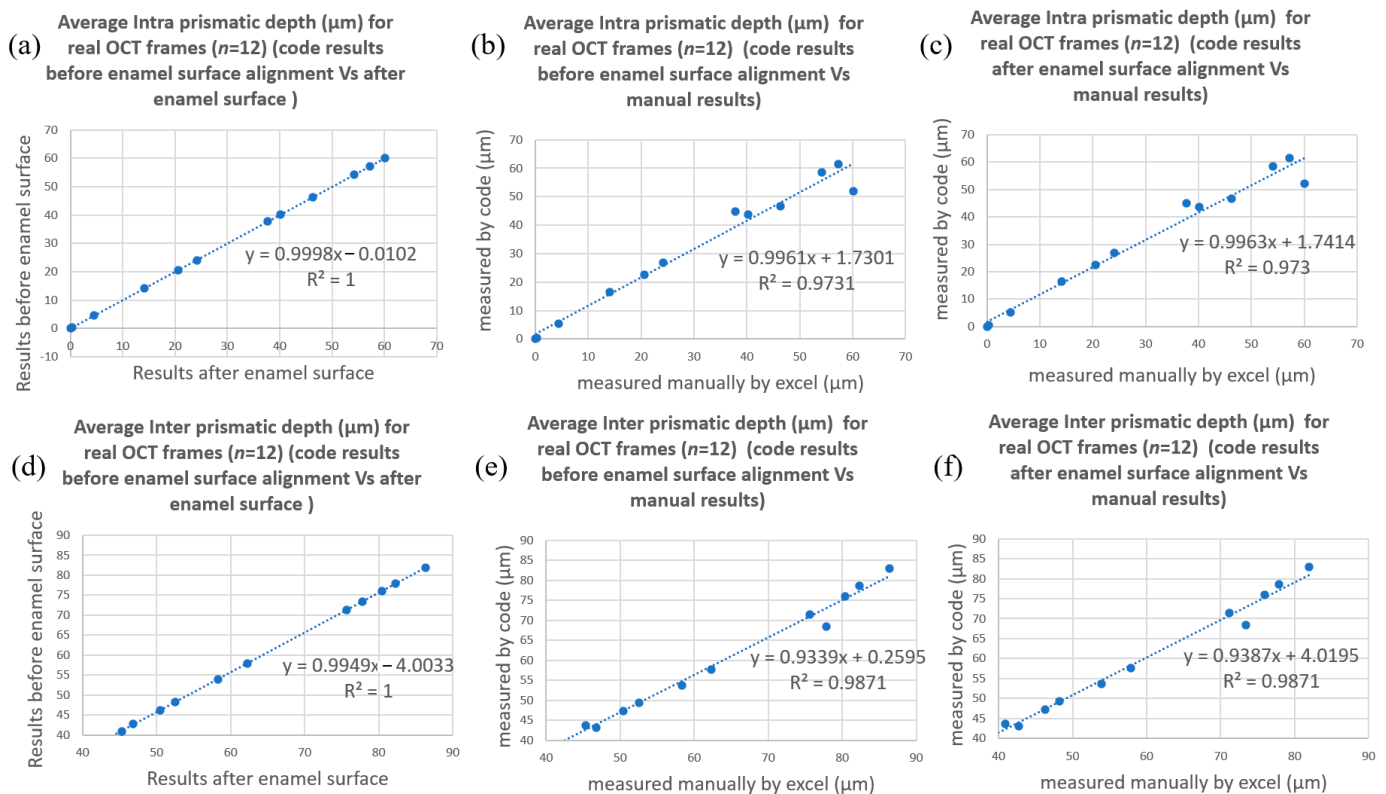 (a)
Average Intra prismatic depth (µm) for
real OCT frames (n=12) (code results
before enamel surface alignment Vs after
enamel surface )
Results before enamel surface
70
60
50
40
30
20
10
0
-10
y = 0.9998x – 0.0102
R² = 1
0 10 20 30 40 50 60 70
Results after enamel surface
(b)
Average Intra prismatic depth (µm) for
real OCT frames (n=12) (code results
before enamel surface alignment Vs
manual results)
measured by code (µm)
70
60
50
40
30
20
10
0
y = 0.9961x + 1.7301
R² = 0.9731
0 10 20 30 40 50 60 70
measured manually by excel (µm)
(c)
Average Intra prismatic depth (µm) for
real OCT frames (n=12) (code results
after enamel surface alignment Vs
manual results)
measured by code (µm)
70
60
50
40
30
20
10
0
y = 0.9963x + 1.7414
R² = 0.973
0 10 20 30 40 50 60 70
measured manually by excel (µm)
(d)
Average Inter prismatic depth (µm) for
real OCT frames (n=12) (code results
before enamel surface alignment Vs after
enamel surface )
Results before enamel surface
90
85
80
75
70
65
60
55
50
45
40
y = 0.9949x – 4.0033
R² = 1
40 50 60 70 80 90
Results after enamel surface
(e)
Average Inter prismatic depth (µm) for
real OCT frames (n=12) (code results
before enamel surface alignment Vs
manual results)
measured by code (µm)
90
85
80
75
70
65
60
55
50
45
40
y = 0.9339x + 0.2595
R² = 0.9871
40 50 60 70 80 90
measured manually by excel (µm)
(f)
Average Inter prismatic depth (µm) for
real OCT frames (n=12) (code results
after enamel surface alignment Vs
manual results)
measured by code (µm)
90
85
80
75
70
65
60
55
50
45
40
y = 0.9387x + 4.0195
R² = 0.9871
40 50 60 70 80 90
measured manually by excel (µm)